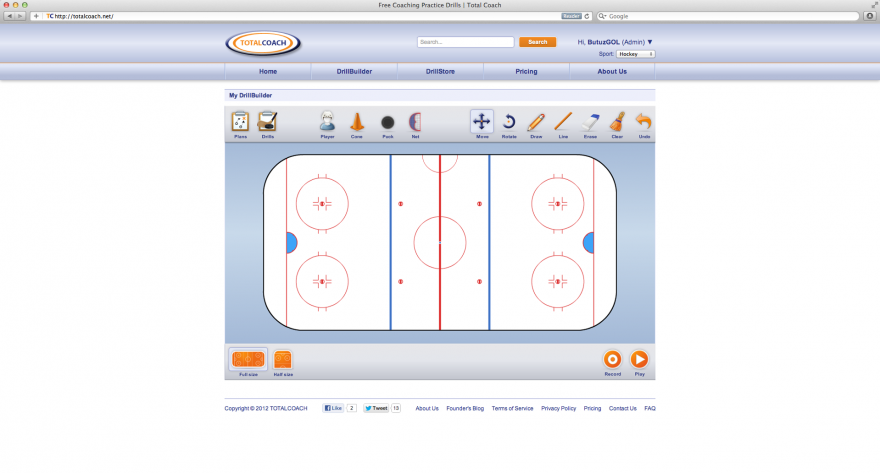 Free Coaching Practice Drills | Total Coach
TC http://totalcoach.net/ Reader Google
TOTALCOACH
Search... Search
Hi, ButuzGOL (Admin) ▼
Sport: Hockey
Home DrillBuilder DrillStore Pricing About Us
My DrillBuilder
Plans Drills Player Cone Puck Net Move Rotate Draw Line Erase Clear Undo
Full size Half size Record Play
Copyright © 2012 TOTALCOACH Like 2 Tweet 13 About Us Founder's Blog Terms of Service Privacy Policy Pricing Contact Us FAQ